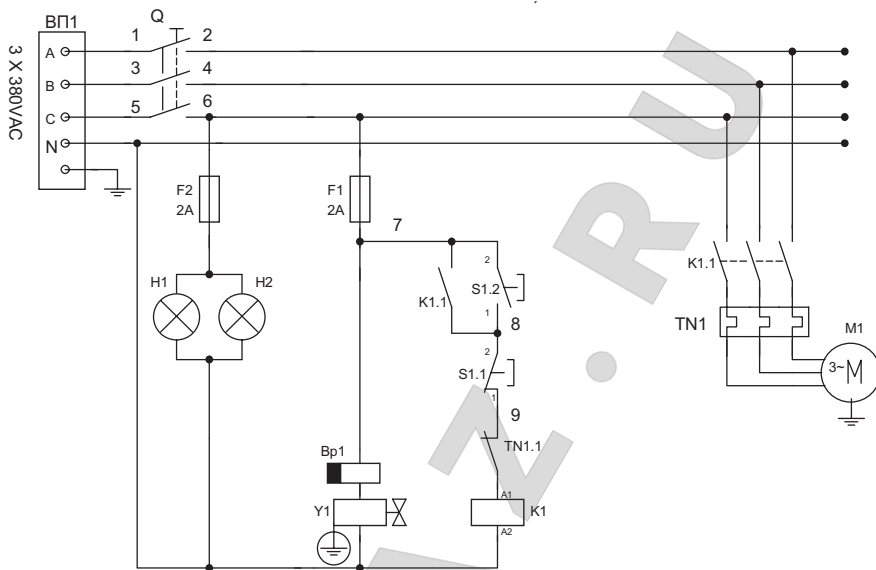 ВП1
Q
3 X 380VAC
A
1
2
B
3
4
C
5
6
N
F2
2A
F1
2A
7
H1
H2
K1.1
2
S1.2
1
8
2
S1.1
1
9
TN1.1
Bp1
Y1
A1
K1
A2
K1.1
TN1
M1
3~M
Z.RU